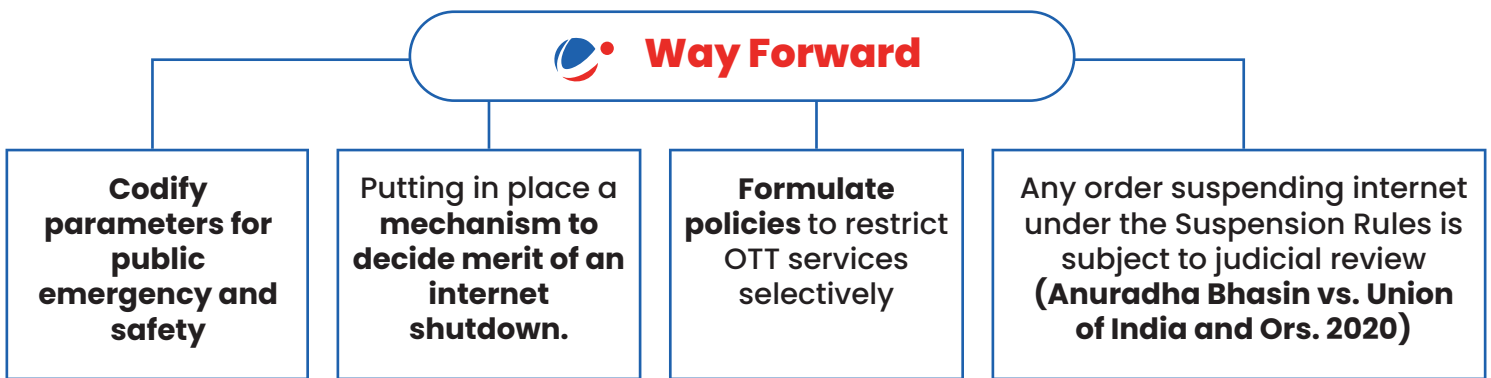 Way Forward
Codify
parameters for
public
emergency and
safety
Putting in place a
mechanism to
decide merit of an
internet
shutdown.
Formulate
policies to restrict
OTT services
selectively
Any order suspending internet
under the Suspension Rules is
subject to judicial review
(Anuradha Bhasin vs. Union
of India and Ors. 2020)